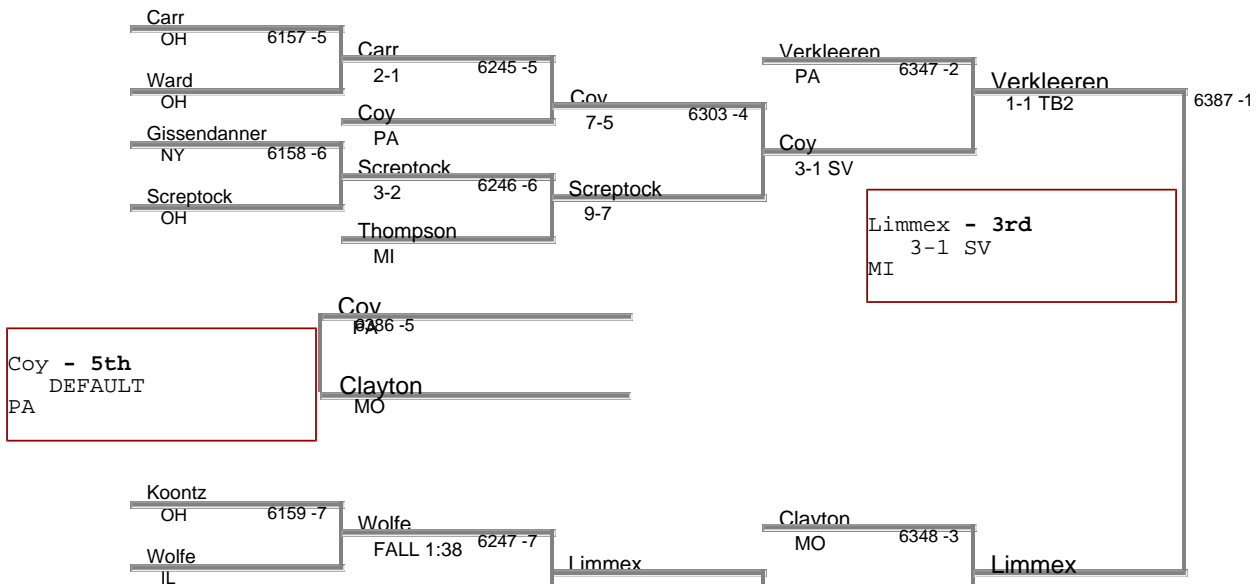 Carr
OH 6157 -5
Ward
OH
Gissendanner
NY 6158 -6
Screptock
OH
Carr
2-1 6245 -5
Coy
PA
Screptock
3-2 6246 -6
Thompson
MI
Coy
7-5 6303 -4
Screptock
9-7
Verkleeren
PA 6347 -2
Coy
3-1 SV
Verkleeren
1-1 TB2
6387 -1
Limmex - 3rd
3-1 SV
MI
Coy
PA
6386 -5
Clayton
MO
Coy - 5th
DEFAULT
PA
Koontz
OH 6159 -7
Wolfe
IL
Wolfe
FALL 1:38 6247 -7
Limmex
Clayton
MO 6348 -3
Limmex